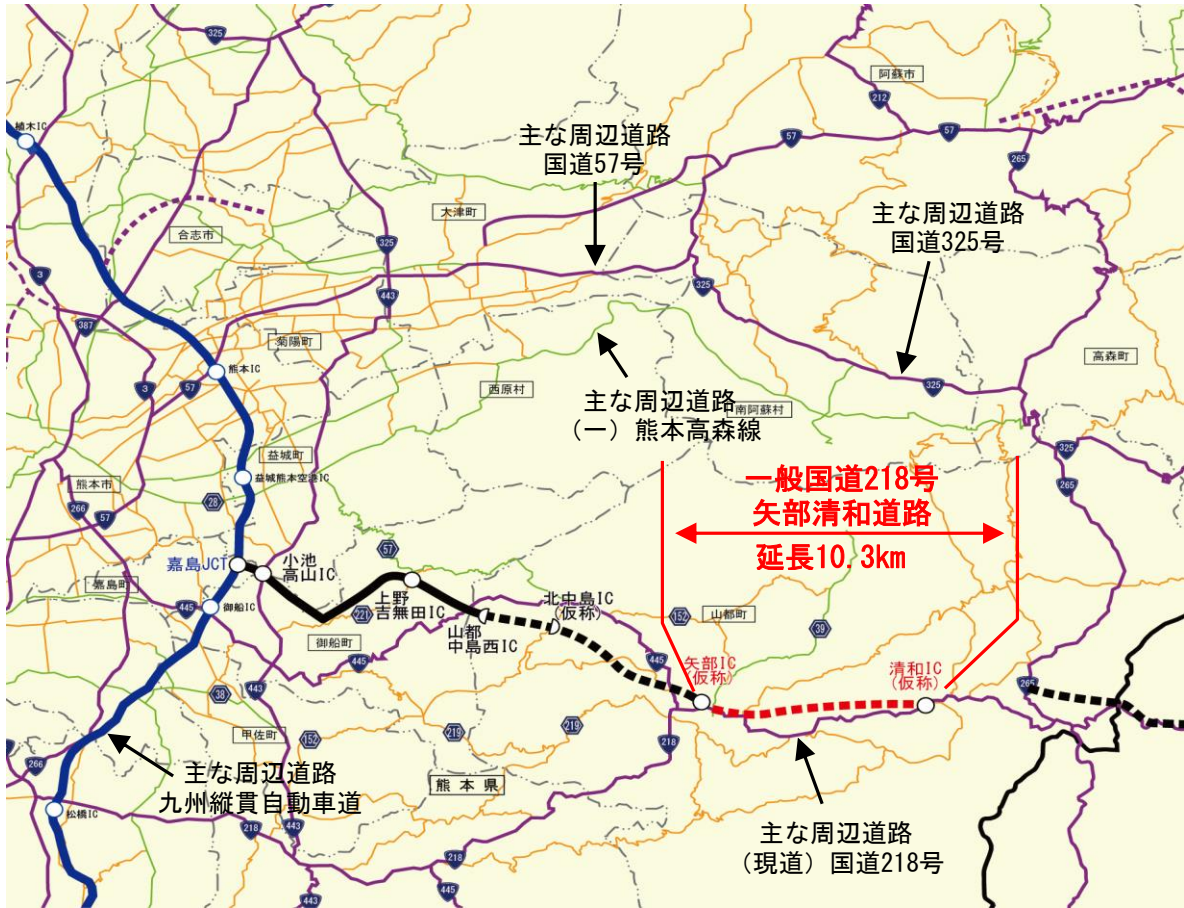 325
阿蘇市
212
植木IC
主な周辺道路
国道57号
57
57
265
大津町
主な周辺道路
国道325号
合志市
325
3
325
443
387
菊陽町
高森町
熊本IC
西原村
325
3
57
主な周辺道路
(一) 熊本高森線
南阿蘇村
益城町
325
一般国道218号
矢部清和道路
益城熊本空港IC
熊本市
265
28
266
57
延長10.3km
57
嘉島JCT
小池
高山IC
嘉島町
上野
吉無田IC
北中島IC
(仮称)
445
御船IC
221
152
山都町
39
山都
中島西IC
御船町
445
445
矢部IC
(仮称)
清和IC
(仮称)
265
38
443
219
219
甲佐町
152
218
266
主な周辺道路
九州縦貫自動車道
熊本県
松橋IC
主な周辺道路
(現道) 国道218号
218
443
218
445
443